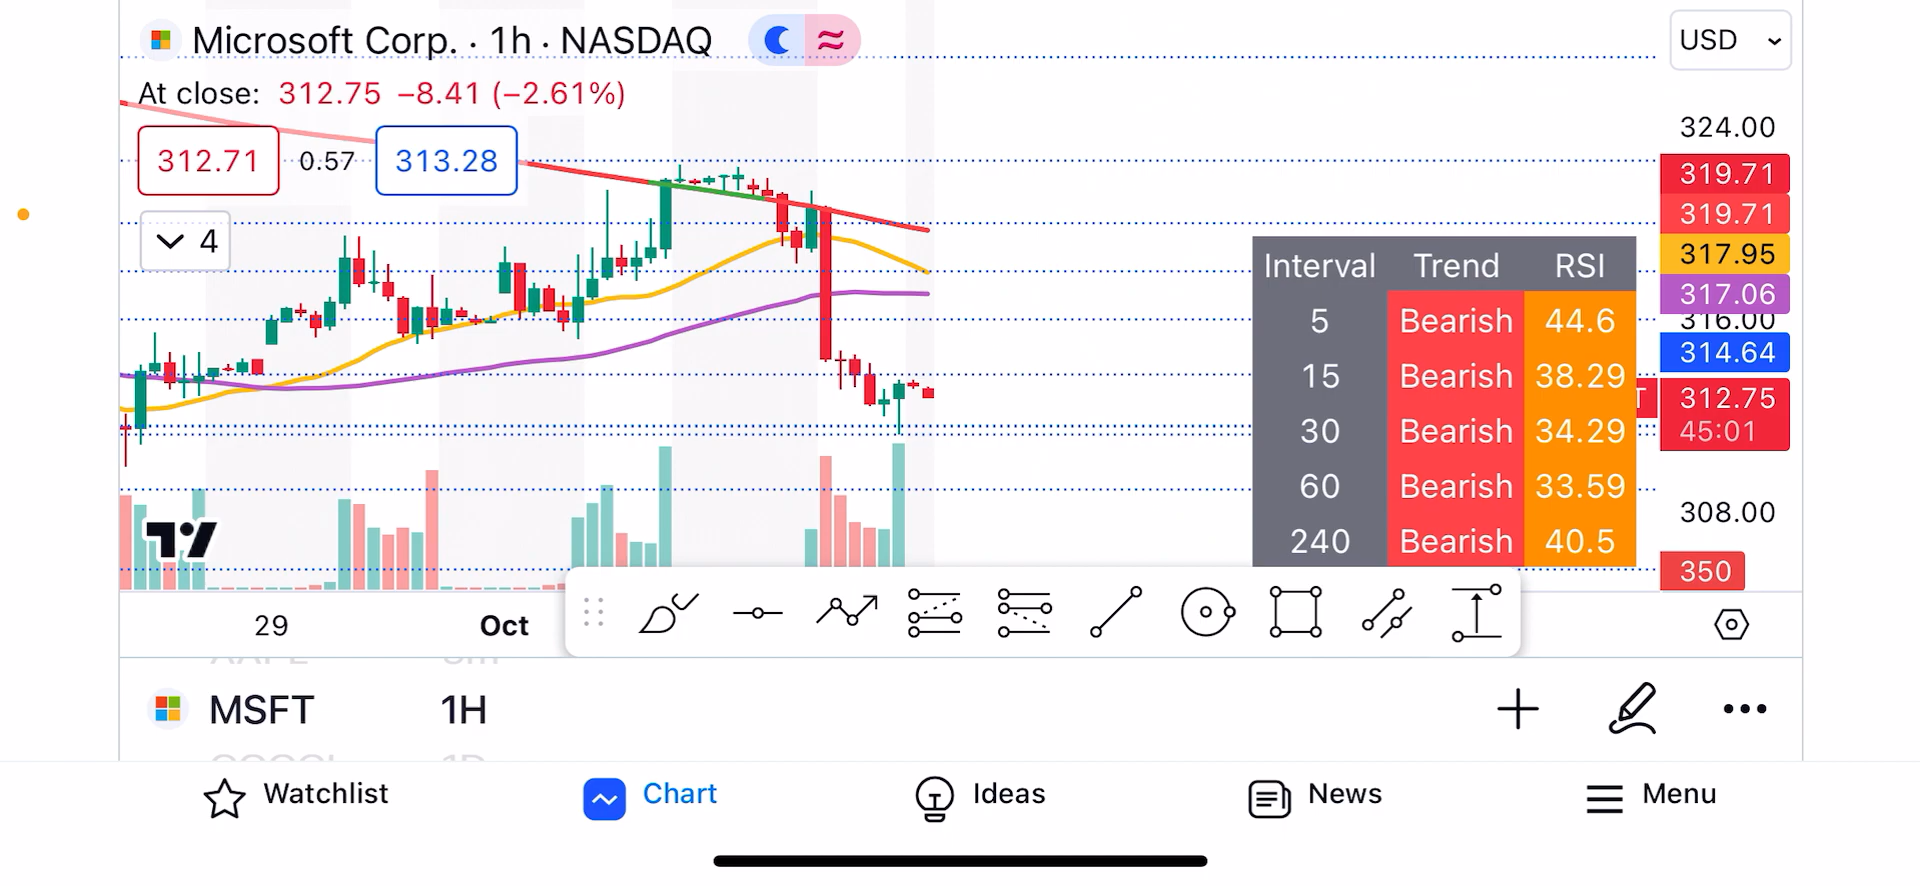 Microsoft Corp. · 1h · NASDAQ
USD
At close: 312.75 −8.41 (−2.61%)
324.00
312.71 0.57 313.28
319.71
319.71
4
317.95
317.06
316.00
314.64
312.75
45:01
308.00
350
Interval Trend RSI
5 Bearish 44.6
15 Bearish 38.29
30 Bearish 34.29
60 Bearish 33.59
240 Bearish 40.5
29 Oct
MSFT 1H
Watchlist Chart Ideas News Menu